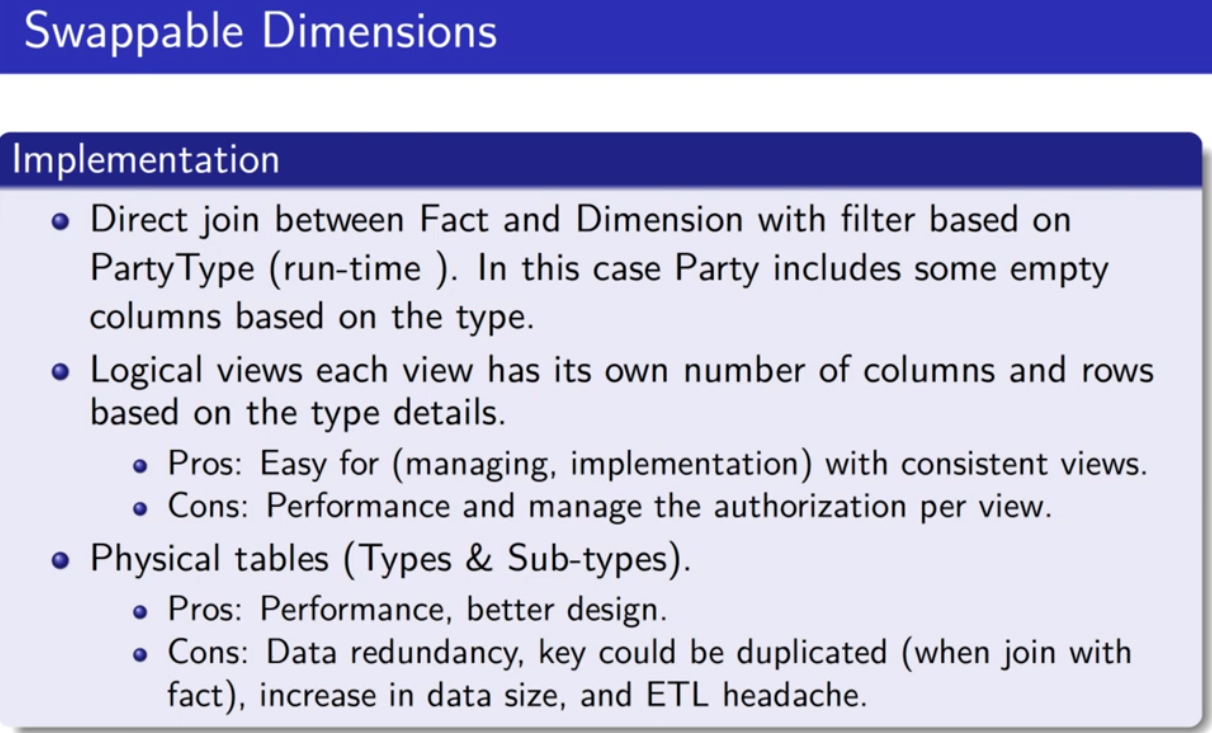 Swappable Dimensions
Implementation
Direct join between Fact and Dimension with filter based on
PartyType (run-time ). In this case Party includes some empty
columns based on the type.
Logical views each view has its own number of columns and rows
based on the type details.
Pros: Easy for (managing, implementation) with consistent views.
Cons: Performance and manage the authorization per view.
Physical tables (Types & Sub-types).
Pros: Performance, better design.
Cons: Data redundancy, key could be duplicated (when join with
fact), increase in data size, and ETL headache.